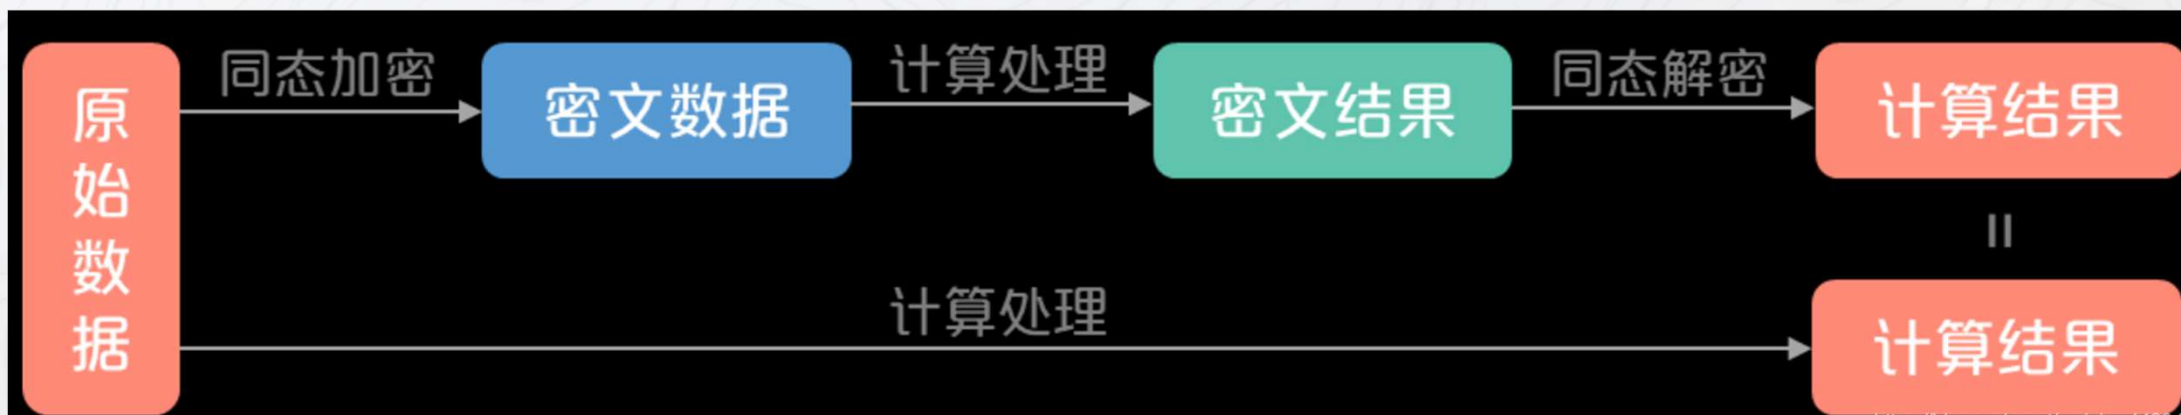 原始数据
同态加密
密文数据
计算处理
密文结果
同态解密
计算结果
=
计算处理
计算结果